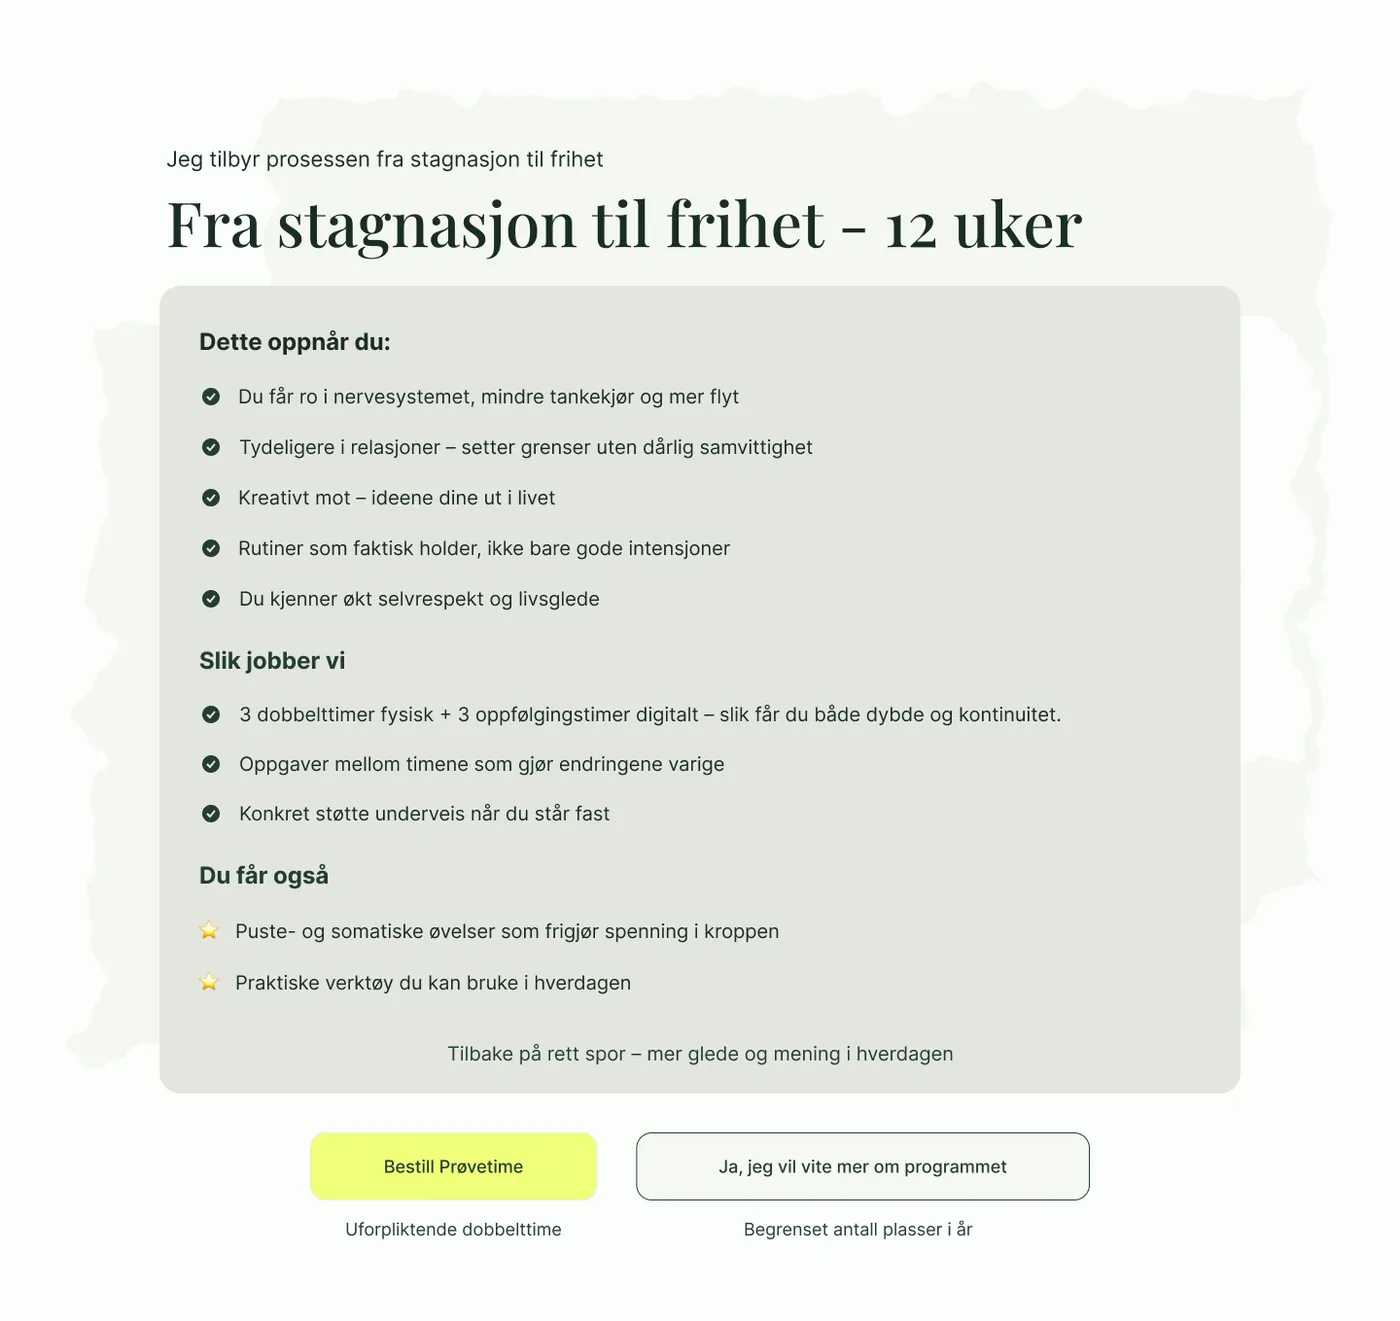 Jeg tilbyr prosessen fra stagnasjon til frihet
Fra stagnasjon til frihet - 12 uker
Dette oppnår du:
Du får ro i nervesystemet, mindre tankekjør og mer flyt
Tydeligere i relasjoner – setter grenser uten dårlig samvittighet
Kreativt mot – ideene dine ut i livet
Rutiner som faktisk holder, ikke bare gode intensjoner
Du kjenner økt selvrespekt og livsglede
Slik jobber vi
3 dobbelttimer fysisk + 3 oppfølgingstimer digitalt – slik får du både dybde og kontinuitet.
Oppgaver mellom timene som gjør endringene varige
Konkret støtte underveis når du står fast
Du får også
Puste- og somatiske øvelser som frigjør spenning i kroppen
Praktiske verktøy du kan bruke i hverdagen
Tilbake på rett spor – mer glede og mening i hverdagen
Bestill Prøvetime
Ja, jeg vil vite mer om programmet
Uforpliktende dobbelttime
Begrenset antall plasser i år